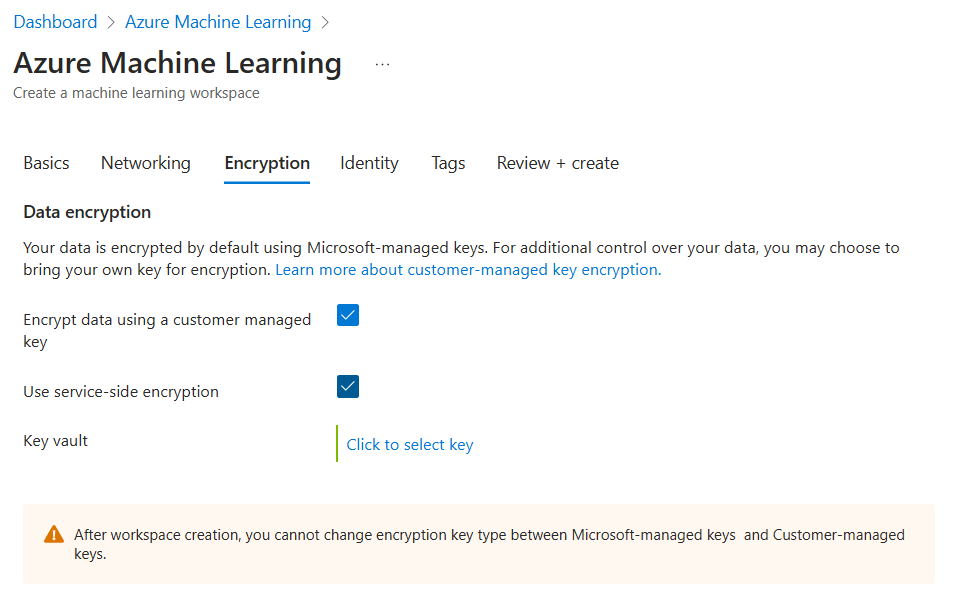 Dashboard > Azure Machine Learning >
Azure Machine Learning ...
Create a machine learning workspace
Basics Networking Encryption Identity Tags Review + create
Data encryption
Your data is encrypted by default using Microsoft-managed keys. For additional control over your data, you may choose to
bring your own key for encryption. Learn more about customer-managed key encryption.
Encrypt data using a customer managed
key
Use service-side encryption
Key vault Click to select key
After workspace creation, you cannot change encryption key type between Microsoft-managed keys  and Customer-managed
keys.